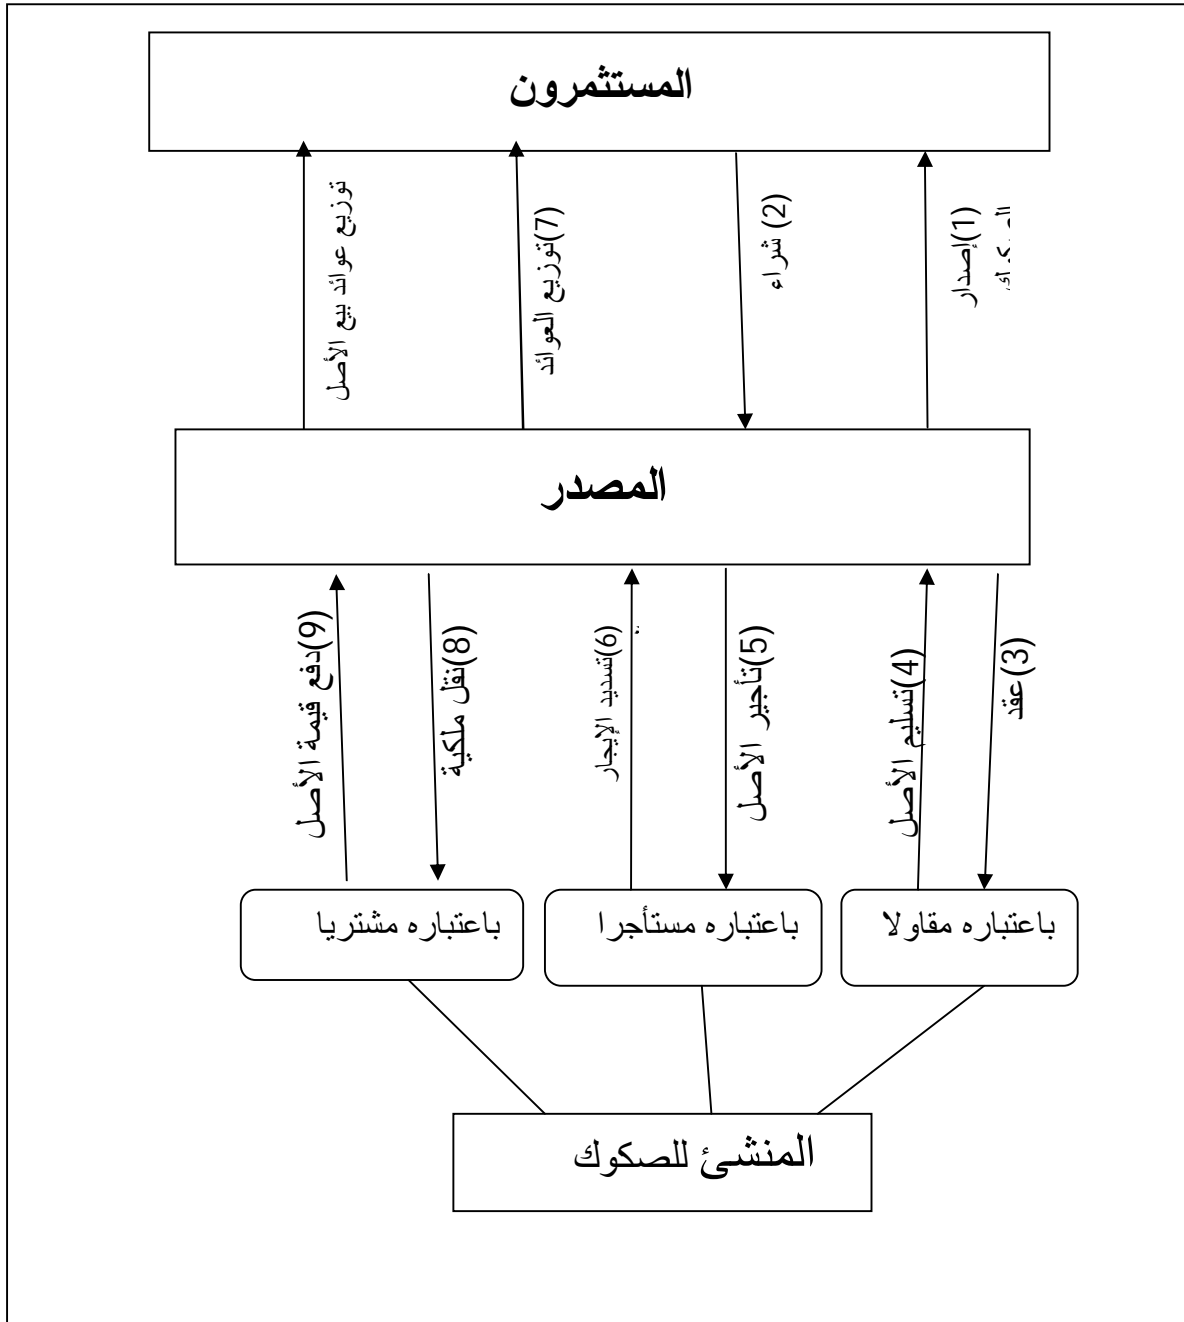 المستثمرون
(1)إصدار
(2) شراء
(7)توزيع العوائد
توزيع عوائد بيع الأصل
المصدر
(3)عقد
(4)تسليم الأصل
(5)تأجير الأصل
(6)تسديد الإيجار
(8)نقل ملكية
(9)دفع قيمة الأصل
باعتباره مقاولا
باعتباره مستأجرا
باعتباره مشتريا
المنشئ للصكوك